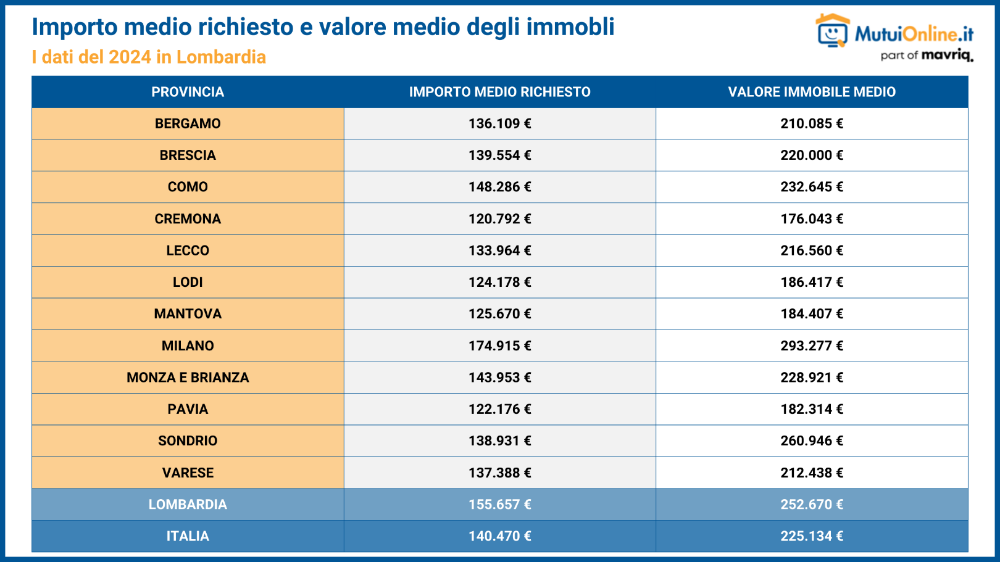 Importo medio richiesto e valore medio degli immobli
I dati del 2024 in Lombardia
MutuiOnline.it
part of mavriq.
PROVINCIA IMPORTO MEDIO RICHIESTO VALORE IMMOBILE MEDIO
BERGAMO 136.109 € 210.085 €
BRESCIA 139.554 € 220.000 €
COMO 148.286 € 232.645 €
CREMONA 120.792 € 176.043 €
LECCO 133.964 € 216.560 €
LODI 124.178 € 186.417 €
MANTOVA 125.670 € 184.407 €
MILANO 174.915 € 293.277 €
MONZA E BRIANZA 143.953 € 228.921 €
PAVIA 122.176 € 182.314 €
SONDRIO 138.931 € 260.946 €
VARESE 137.388 € 212.438 €
LOMBARDIA 155.657 € 252.670 €
ITALIA 140.470 € 225.134 €